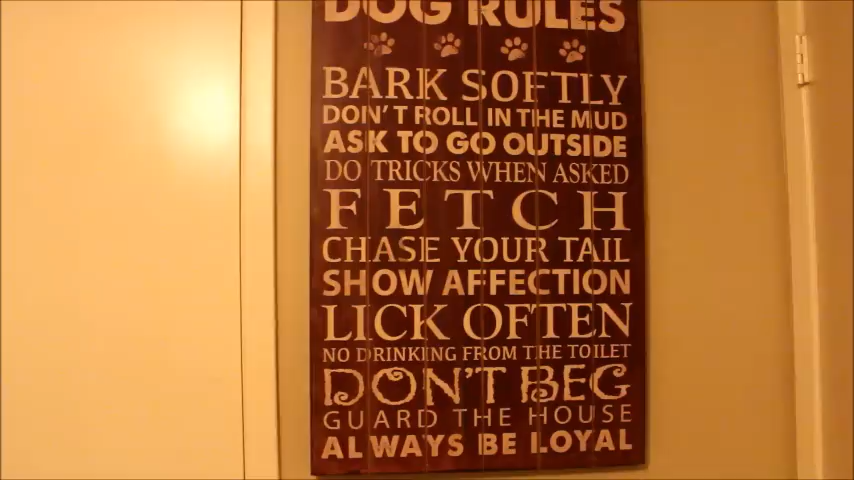 DOG RULES
BARK SOFTLY
DON'T ROLL IN THE MUD
ASK TO GO OUTSIDE
DO TRICKS WHEN ASKED
FETCH
CHASE YOUR TAIL
SHOW AFFECTION
LICK OFTEN
NO DRINKING FROM THE TOILET
DON'T BEG
GUARD THE HOUSE
ALWAYS BE LOYAL